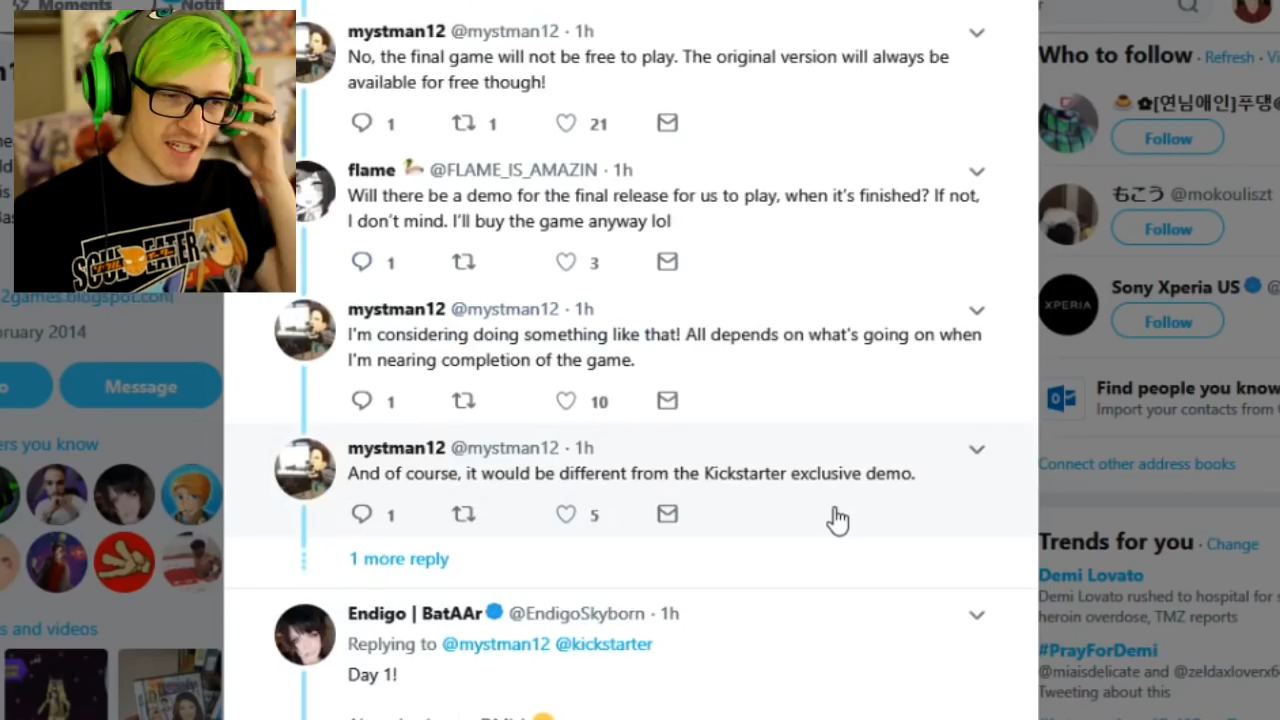 Moments
Notif
mystman12 @mystman12 · 1h
No, the final game will not be free to play. The original version will always be
available for free though!
1 1 21
flame @FLAME_IS_AMAZIN · 1h
Will there be a demo for the final release for us to play, when it's finished? If not,
I don't mind. I'll buy the game anyway lol
1 3
mystman12 @mystman12 · 1h
I'm considering doing something like that! All depends on what's going on when
I'm nearing completion of the game.
1 10
mystman12 @mystman12 · 1h
And of course, it would be different from the Kickstarter exclusive demo.
1 5
1 more reply
Endigo | BatAAr @EndigoSkyborn · 1h
Replying to @mystman12 @kickstarter
Day 1!
SOUL EATER
2games.blogspot.com
ruary 2014
o
Message
ers you know
s and videos
Who to follow · Refresh · Vi
[연님애인]푸댕@
Follow
もこう @mokouliszt
Follow
Sony Xperia US @
XPERIA
Follow
Find people you know
Import your contacts from
Connect other address books
Trends for you · Change
Demi Lovato
Demi Lovato rushed to hospital for s
heroin overdose, TMZ reports
#PrayForDemi
@miaisdelicate and @zeldaxloverx6
Tweeting about this